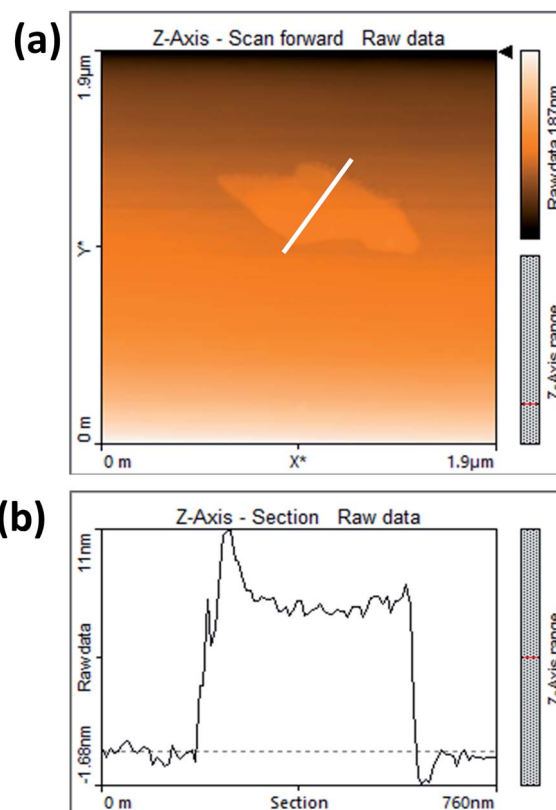 (a)
Z-Axis - Scan forward Raw data
1.9µm
Y*
0 m
0 m
X*
1.9µm
Raw data 187nm
Z-Axis range
(b)
Z-Axis - Section Raw data
11nm
Raw data
-1.68nm
0 m
Section
760nm
Z-Axis range